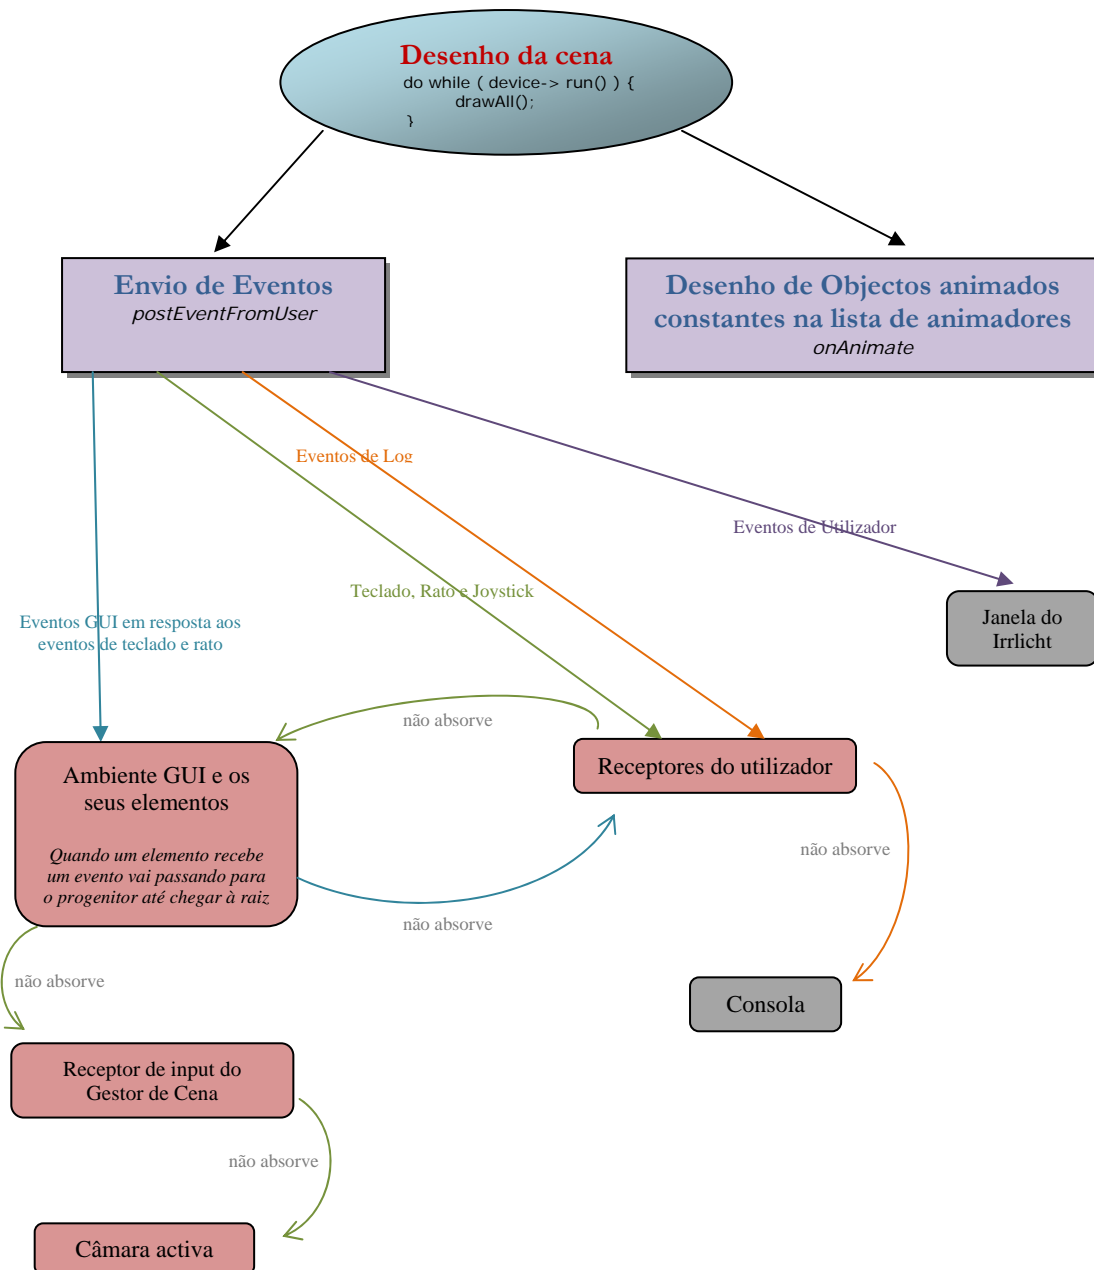 Desenho da cena
do while ( device-> run() ) {
drawAll();
}
Envio de Eventos
postEventFromUser
Desenho de Objectos animados
constantes na lista de animadores
onAnimate
Eventos de Log
Eventos de Utilizador
Teclado, Rato e Joystick
Eventos GUI em resposta aos
eventos de teclado e rato
Janela do
Irrlicht
não absorve
Receptores do utilizador
Ambiente GUI e os
seus elementos
Quando um elemento recebe
um evento vai passando para
o progenitor até chegar à raiz
não absorve
não absorve
não absorve
Consola
Receptor de input do
Gestor de Cena
não absorve
Câmara activa